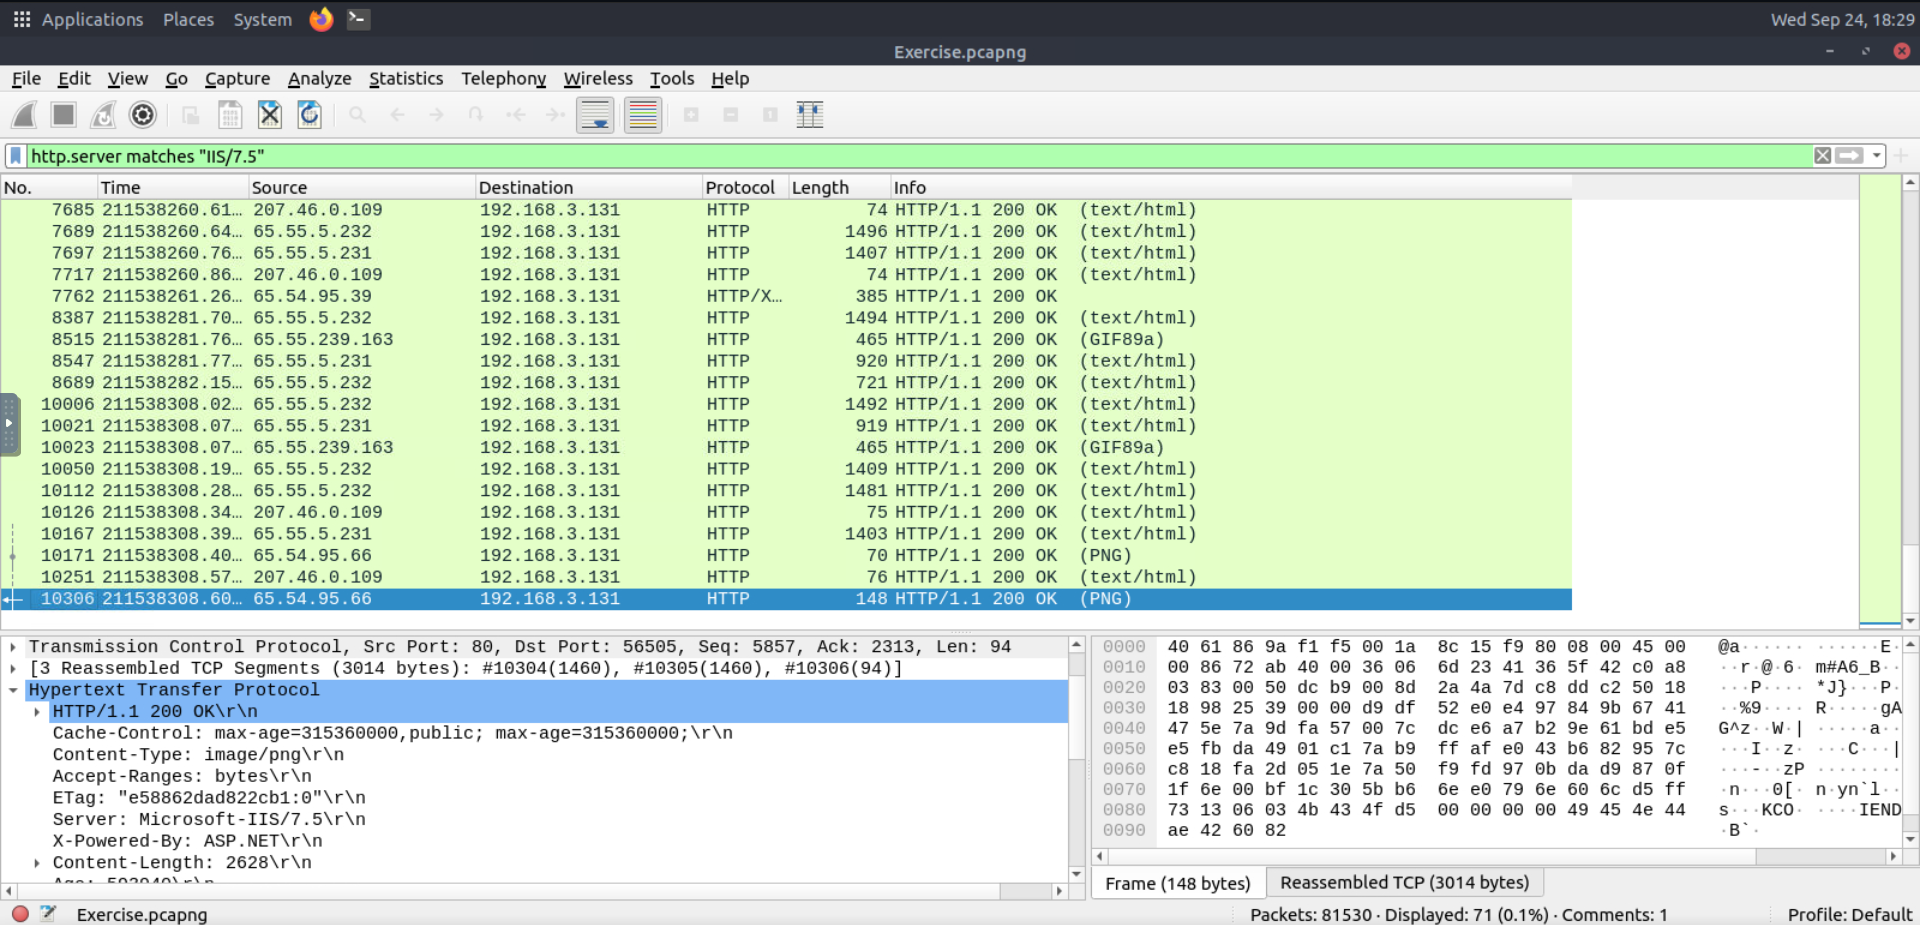 Applications Places System Wed Sep 24, 18:29
Exercise.pcapng
File Edit View Go Capture Analyze Statistics Telephony Wireless Tools Help
http.server matches "IIS/7.5"
No. Time Source Destination Protocol Length Info
7685 211538260.61… 207.46.0.109 192.168.3.131 HTTP 74 HTTP/1.1 200 OK (text/html)
7689 211538260.64… 65.55.5.232 192.168.3.131 HTTP 1496 HTTP/1.1 200 OK (text/html)
7697 211538260.76… 65.55.5.231 192.168.3.131 HTTP 1407 HTTP/1.1 200 OK (text/html)
7717 211538260.86… 207.46.0.109 192.168.3.131 HTTP 74 HTTP/1.1 200 OK (text/html)
7762 211538261.26… 65.54.95.39 192.168.3.131 HTTP/X… 385 HTTP/1.1 200 OK
8387 211538281.70… 65.55.5.232 192.168.3.131 HTTP 1494 HTTP/1.1 200 OK (text/html)
8515 211538281.76… 65.55.239.163 192.168.3.131 HTTP 465 HTTP/1.1 200 OK (GIF89a)
8547 211538281.77… 65.55.5.231 192.168.3.131 HTTP 920 HTTP/1.1 200 OK (text/html)
8689 211538282.15… 65.55.5.232 192.168.3.131 HTTP 721 HTTP/1.1 200 OK (text/html)
10006 211538308.02… 65.55.5.232 192.168.3.131 HTTP 1492 HTTP/1.1 200 OK (text/html)
10021 211538308.07… 65.55.5.231 192.168.3.131 HTTP 919 HTTP/1.1 200 OK (text/html)
10023 211538308.07… 65.55.239.163 192.168.3.131 HTTP 465 HTTP/1.1 200 OK (GIF89a)
10050 211538308.19… 65.55.5.232 192.168.3.131 HTTP 1409 HTTP/1.1 200 OK (text/html)
10112 211538308.28… 65.55.5.232 192.168.3.131 HTTP 1481 HTTP/1.1 200 OK (text/html)
10126 211538308.34… 207.46.0.109 192.168.3.131 HTTP 75 HTTP/1.1 200 OK (text/html)
10167 211538308.39… 65.55.5.231 192.168.3.131 HTTP 1403 HTTP/1.1 200 OK (text/html)
10171 211538308.40… 65.54.95.66 192.168.3.131 HTTP 70 HTTP/1.1 200 OK (PNG)
10251 211538308.57… 207.46.0.109 192.168.3.131 HTTP 76 HTTP/1.1 200 OK (text/html)
10306 211538308.60… 65.54.95.66 192.168.3.131 HTTP 148 HTTP/1.1 200 OK (PNG)
Transmission Control Protocol, Src Port: 80, Dst Port: 56505, Seq: 5857, Ack: 2313, Len: 94
[3 Reassembled TCP Segments (3014 bytes): #10304(1460), #10305(1460), #10306(94)]
Hypertext Transfer Protocol
HTTP/1.1 200 OK\r\n
Cache-Control: max-age=315360000,public; max-age=315360000;\r\n
Content-Type: image/png\r\n
Accept-Ranges: bytes\r\n
ETag: "e58862dad822cb1:0"\r\n
Server: Microsoft-IIS/7.5\r\n
X-Powered-By: ASP.NET\r\n
Content-Length: 2628\r\n
0000 40 61 86 9a f1 f5 00 1a 8c 15 f9 80 08 00 45 00 @a······ ······E·
0010 00 86 72 ab 40 00 36 06 6d 23 41 36 5f 42 c0 a8 ··r·@·6· m#A6_B··
0020 03 83 00 50 dc b9 00 8d 2a 4a 7d c8 dd c2 50 18 ···P···· *J}···P·
0030 18 98 25 39 00 00 d9 df 52 e0 e4 97 84 9b 67 41 ··%9···· R·····gA
0040 47 5e 7a 9d fa 57 00 7c dc e6 a7 b2 9e 61 bd e5 G^z··W·| ·····a··
0050 e5 fb da 49 01 c1 7a b9 ff af e0 43 b6 82 95 7c ···I··z· ···C···|
0060 c8 18 fa 2d 05 1e 7a 50 f9 fd 97 0b da d9 87 0f ···-··zP ········
0070 1f 6e 00 bf 1c 30 5b b6 6e e0 79 6e 60 6c d5 ff ·n···0[· n·yn`l··
0080 73 13 06 03 4b 43 4f d5 00 00 00 00 49 45 4e 44 s···KCO· ····IEND
0090 ae 42 60 82 ·B`·
Frame (148 bytes) Reassembled TCP (3014 bytes)
Exercise.pcapng Packets: 81530 · Displayed: 71 (0.1%) · Comments: 1 Profile: Default